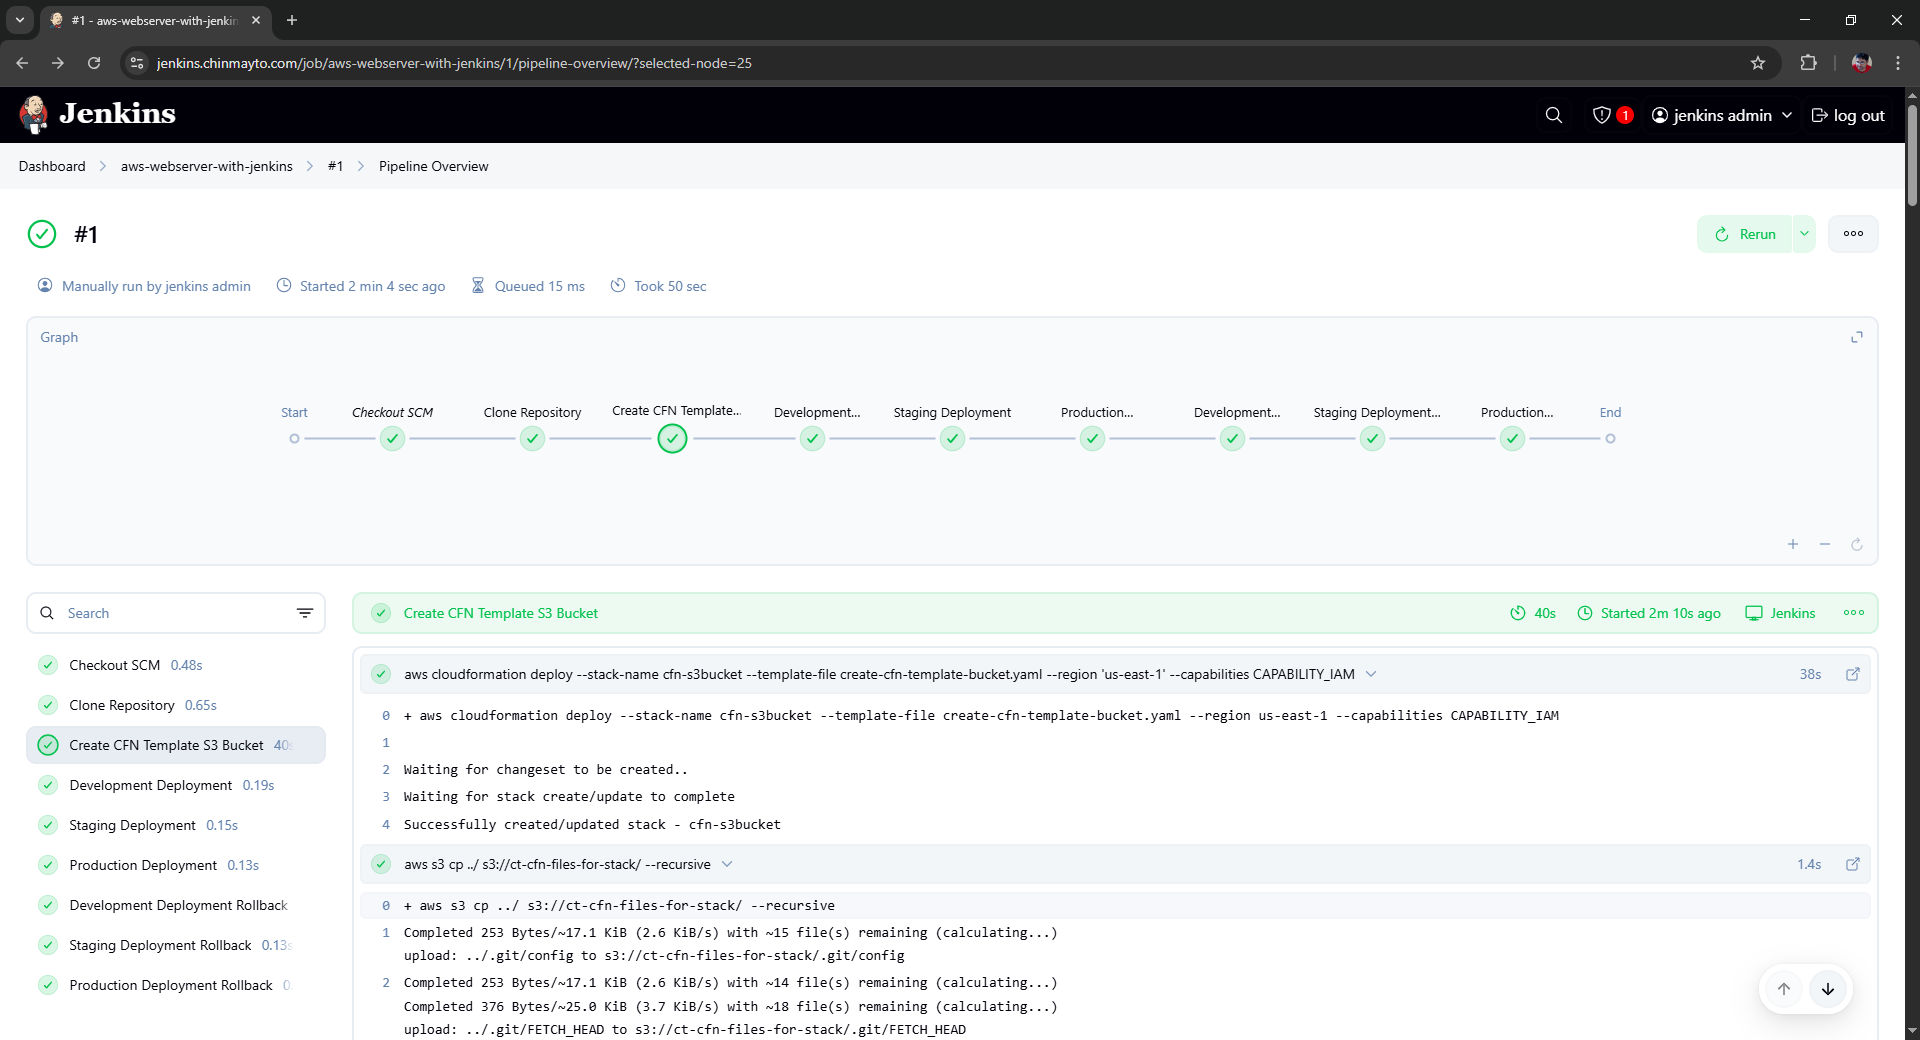 #1 - aws-webserver-with-jenkin
jenkins.chinmayto.com/job/aws-webserver-with-jenkins/1/pipeline-overview/?selected-node=25
Jenkins
1
jenkins admin
log out
Dashboard
aws-webserver-with-jenkins
#1
Pipeline Overview
#1
Rerun
Manually run by jenkins admin
Started 2 min 4 sec ago
Queued 15 ms
Took 50 sec
Graph
Start
Checkout SCM
Clone Repository
Create CFN Template...
Development...
Staging Deployment
Production...
Development...
Staging Deployment...
Production...
End
Search
Checkout SCM 0.48s
Clone Repository 0.65s
Create CFN Template S3 Bucket 40s
Development Deployment 0.19s
Staging Deployment 0.15s
Production Deployment 0.13s
Development Deployment Rollback
Staging Deployment Rollback 0.13s
Production Deployment Rollback 0.
Create CFN Template S3 Bucket
40s
Started 2m 10s ago
Jenkins
aws cloudformation deploy --stack-name cfn-s3bucket --template-file create-cfn-template-bucket.yaml --region 'us-east-1' --capabilities CAPABILITY_IAM
38s
0 + aws cloudformation deploy --stack-name cfn-s3bucket --template-file create-cfn-template-bucket.yaml --region us-east-1 --capabilities CAPABILITY_IAM
1
2 Waiting for changeset to be created..
3 Waiting for stack create/update to complete
4 Successfully created/updated stack - cfn-s3bucket
aws s3 cp ../ s3://ct-cfn-files-for-stack/ --recursive
1.4s
0 + aws s3 cp ../ s3://ct-cfn-files-for-stack/ --recursive
1 Completed 253 Bytes/~17.1 KiB (2.6 KiB/s) with ~15 file(s) remaining (calculating...)
upload: ../.git/config to s3://ct-cfn-files-for-stack/.git/config
2 Completed 253 Bytes/~17.1 KiB (2.6 KiB/s) with ~14 file(s) remaining (calculating...)
Completed 376 Bytes/~25.0 KiB (3.7 KiB/s) with ~18 file(s) remaining (calculating...)
upload: ../.git/FETCH_HEAD to s3://ct-cfn-files-for-stack/.git/FETCH_HEAD